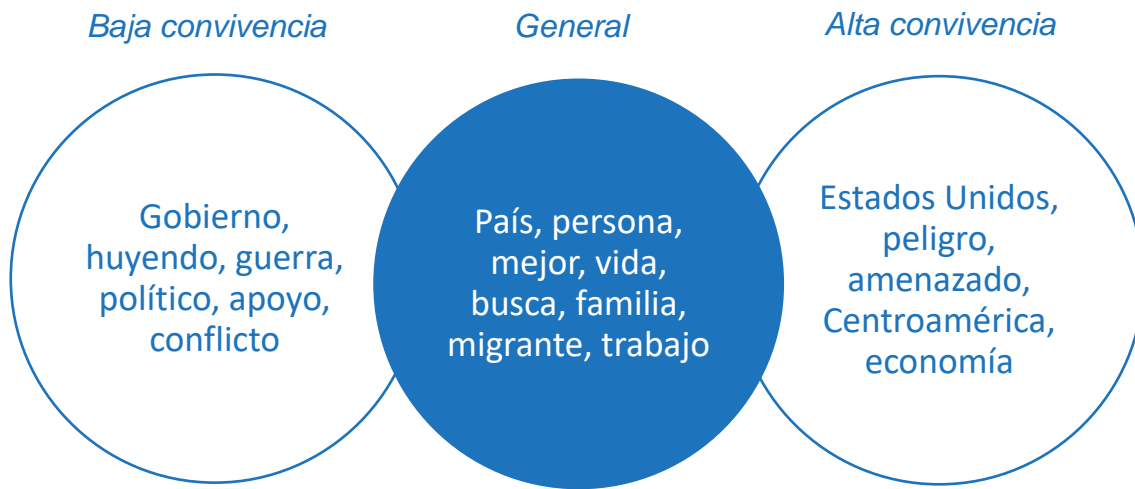 Baja convivencia
General
Alta convivencia
Gobierno,
huyendo, guerra,
político, apoyo,
conflicto
País, persona,
mejor, vida,
busca, familia,
migrante, trabajo
Estados Unidos,
peligro,
amenazado,
Centroamérica,
economía